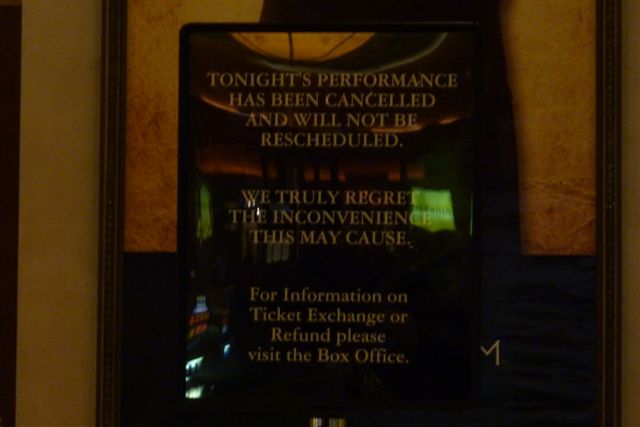 TONIGHT'S PERFORMANCE
HAS BEEN CANCELLED
AND WILL NOT BE
RESCHEDULED.
WE TRULY REGRET
THE INCONVENIENCE
THIS MAY CAUSE.
For Information on
Ticket Exchange or
Refund please
visit the Box Office.
M